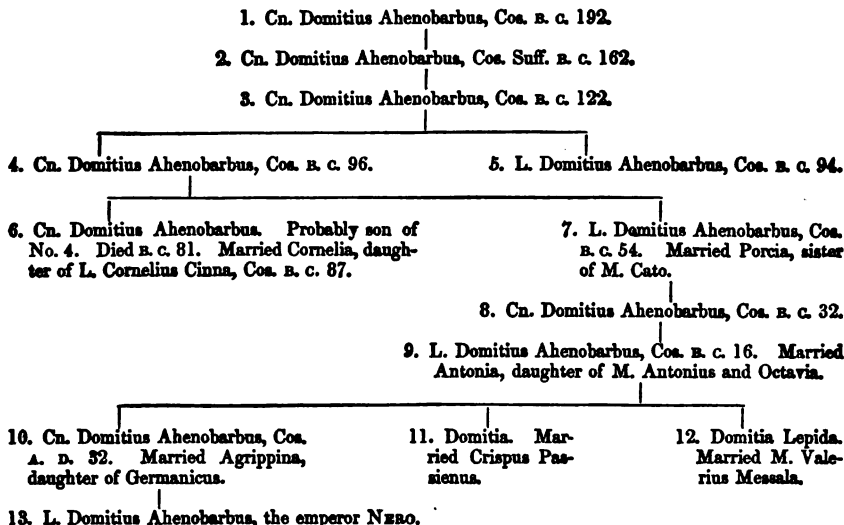 1. Cn. Domitius Ahenobarbus, Cos. B. C. 192.
2. Cn. Domitius Ahenobarbus, Cos. Suff. B. C. 162.
3. Cn. Domitius Ahenobarbus, Cos. B. C. 122.
4. Cn. Domitius Ahenobarbus, Cos. B. C. 96.
5. L. Domitius Ahenobarbus, Cos. B. C. 94.
6. Cn. Domitius Ahenobarbus. Probably son of
No. 4. Died B. C. 81. Married Cornelia, daugh-
ter of L. Cornelius Cinna, Cos. B. C. 87.
7. L. Domitius Ahenobarbus, Cos.
B. C. 54. Married Porcia, sister
of M. Cato.
8. Cn. Domitius Ahenobarbus, Cos. B. C. 32.
9. L. Domitius Ahenobarbus, Cos. B. C. 16. Married
Antonia, daughter of M. Antonius and Octavia.
10. Cn. Domitius Ahenobarbus, Cos.
A. D. 32. Married Agrippina,
daughter of Germanicus.
11. Domitia. Mar-
ried Crispus Pas-
sienus.
12. Domitia Lepida.
Married M. Vale-
rius Messala.
13. L. Domitius Ahenobarbus, the emperor NERO.